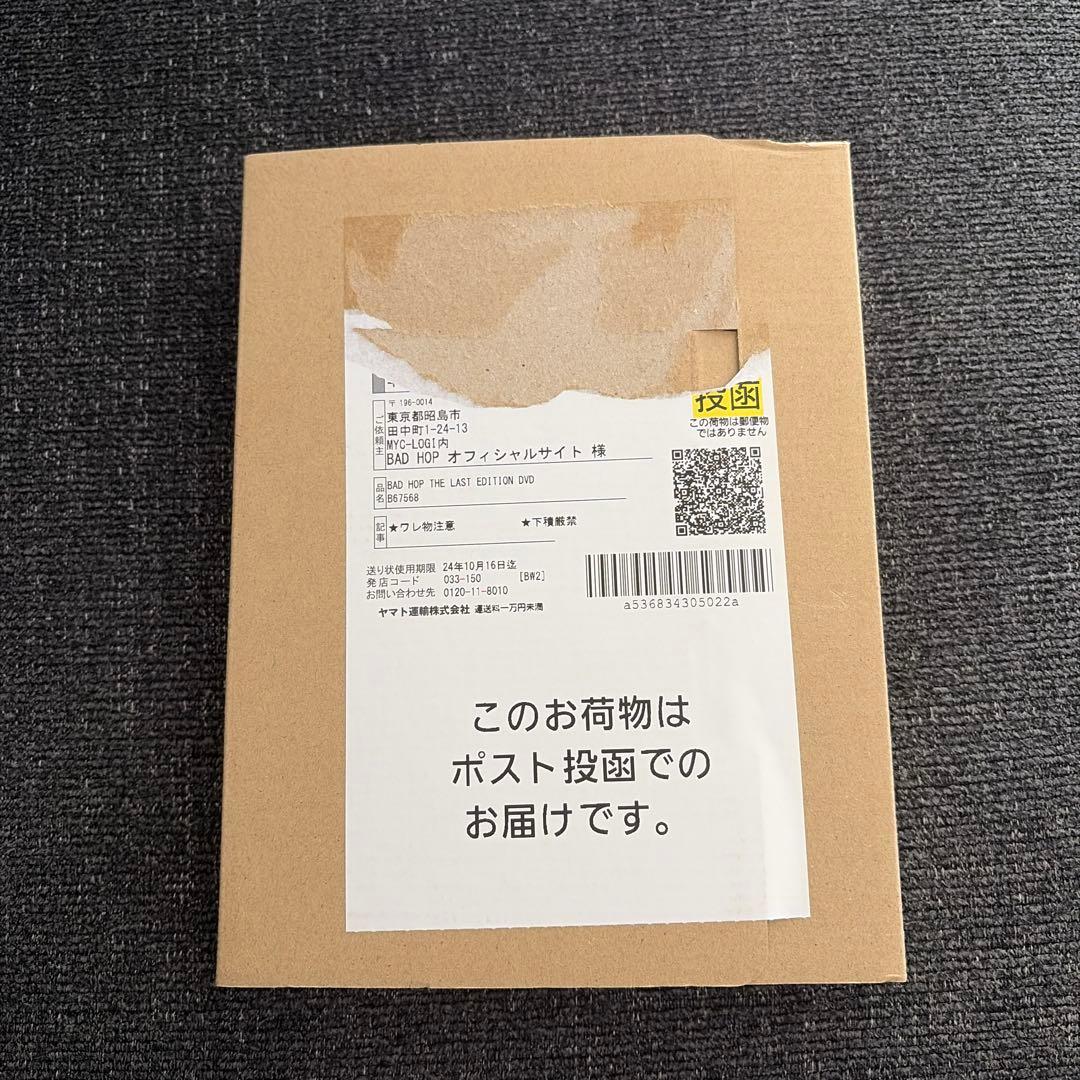 投函
この荷物は郵便物
ではありません
ご依頼主
〒 196-0014
東京都昭島市
田中町1-24-13
MYC-LOGI内
BAD HOP オフィシャルサイト 様
品名
BAD HOP THE LAST EDITION DVD
B67568
記事
★ワレ物注意 ★下積厳禁
送り状使用期限 24年10月16日迄
発店コード 033-150 [BW2]
お問い合わせ先 0120-11-8010
ヤマト運輸株式会社 運送料一万円未満
a536834305022a
このお荷物は
ポスト投函での
お届けです。